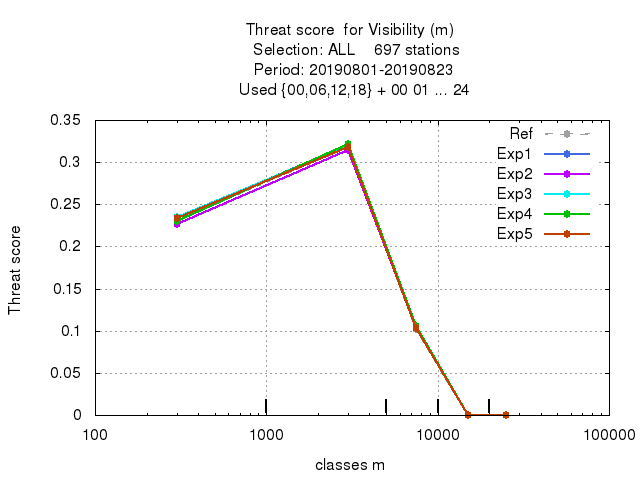 Threat score  for Visibility (m)
Selection: ALL    697 stations
Period: 20190801-20190823
Used {00,06,12,18} + 00 01 ... 24
0.35
0.3
0.25
0.2
0.15
0.1
0.05
0
Threat score
Ref
Exp1
Exp2
Exp3
Exp4
Exp5
100
1000
10000
100000
classes m